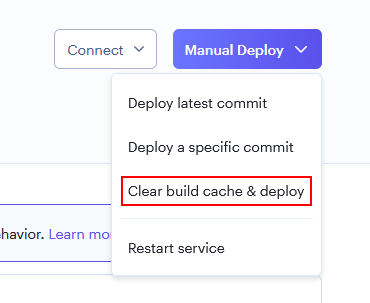 Connect
Manual Deploy
Deploy latest commit
Deploy a specific commit
Clear build cache & deploy
havior. Learn mo
Restart service